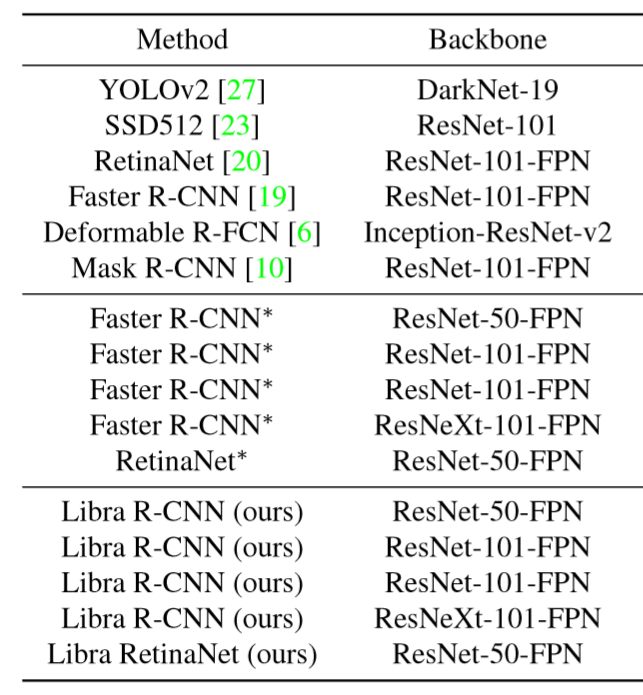 Method Backbone
YOLOv2 [27] DarkNet-19
SSD512 [23] ResNet-101
RetinaNet [20] ResNet-101-FPN
Faster R-CNN [19] ResNet-101-FPN
Deformable R-FCN [6] Inception-ResNet-v2
Mask R-CNN [10] ResNet-101-FPN
Faster R-CNN* ResNet-50-FPN
Faster R-CNN* ResNet-101-FPN
Faster R-CNN* ResNet-101-FPN
Faster R-CNN* ResNeXt-101-FPN
RetinaNet* ResNet-50-FPN
Libra R-CNN (ours) ResNet-50-FPN
Libra R-CNN (ours) ResNet-101-FPN
Libra R-CNN (ours) ResNet-101-FPN
Libra R-CNN (ours) ResNeXt-101-FPN
Libra RetinaNet (ours) ResNet-50-FPN